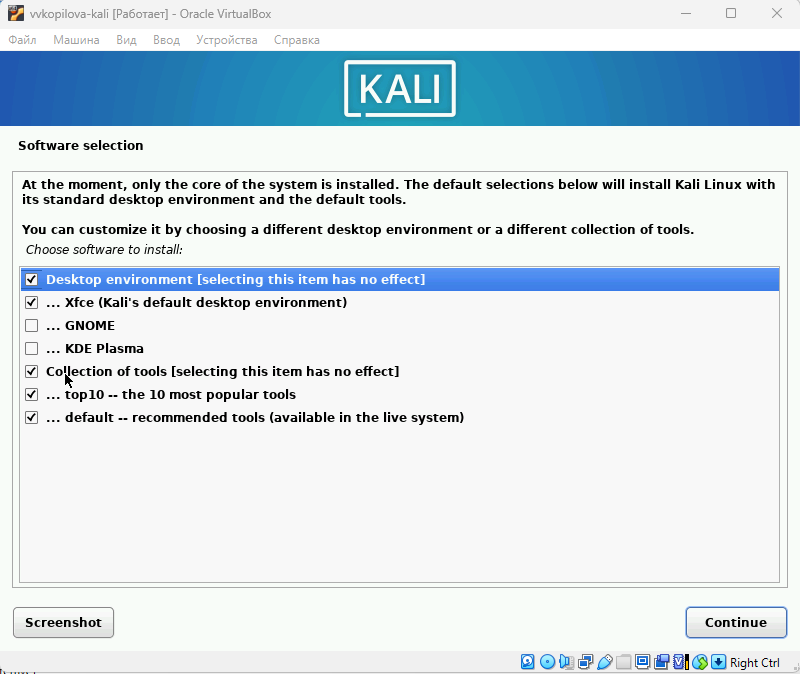 vvkopilova-kali [Работает] - Oracle VirtualBox
Файл Машина Вид Ввод Устройства Справка
KALI
Software selection
At the moment, only the core of the system is installed. The default selections below will install Kali Linux with
its standard desktop environment and the default tools.
You can customize it by choosing a different desktop environment or a different collection of tools.
Choose software to install:
Desktop environment [selecting this item has no effect]
... Xfce (Kali's default desktop environment)
... GNOME
... KDE Plasma
Collection of tools [selecting this item has no effect]
... top10 -- the 10 most popular tools
... default -- recommended tools (available in the live system)
Screenshot Continue
Right Ctrl